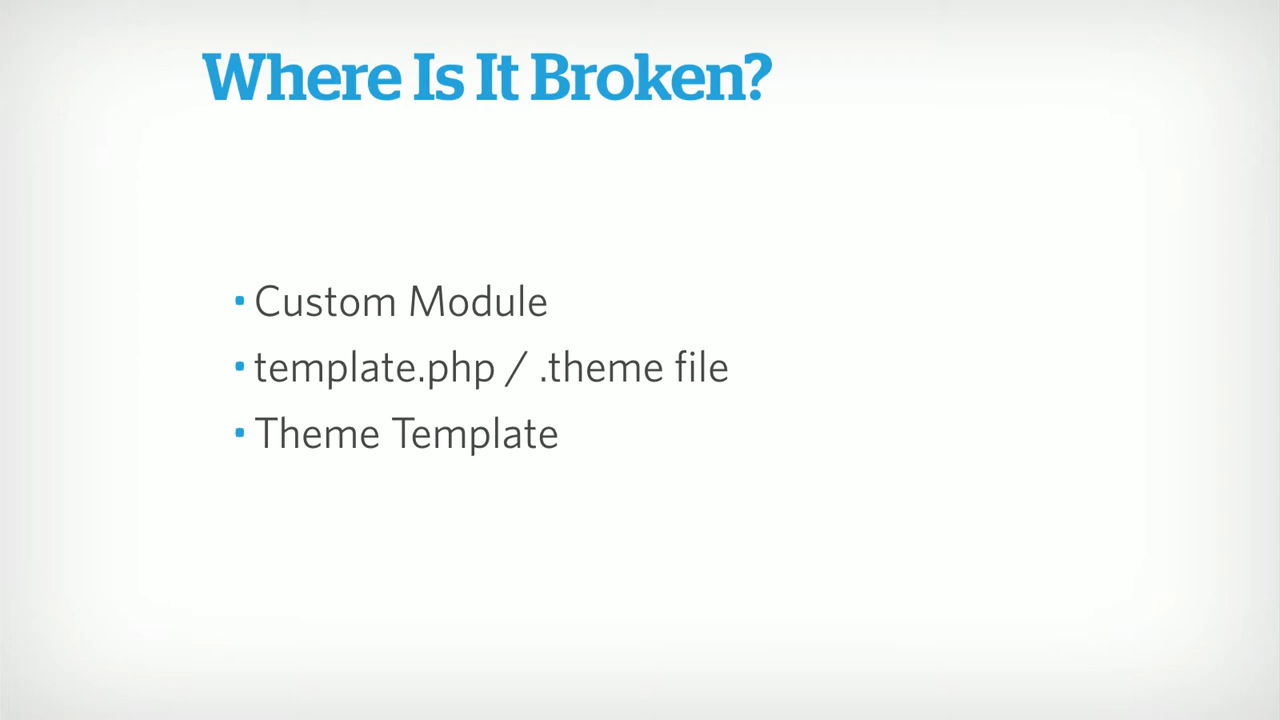 Where Is It Broken?
• Custom Module
• template.php / .theme file
• Theme Template